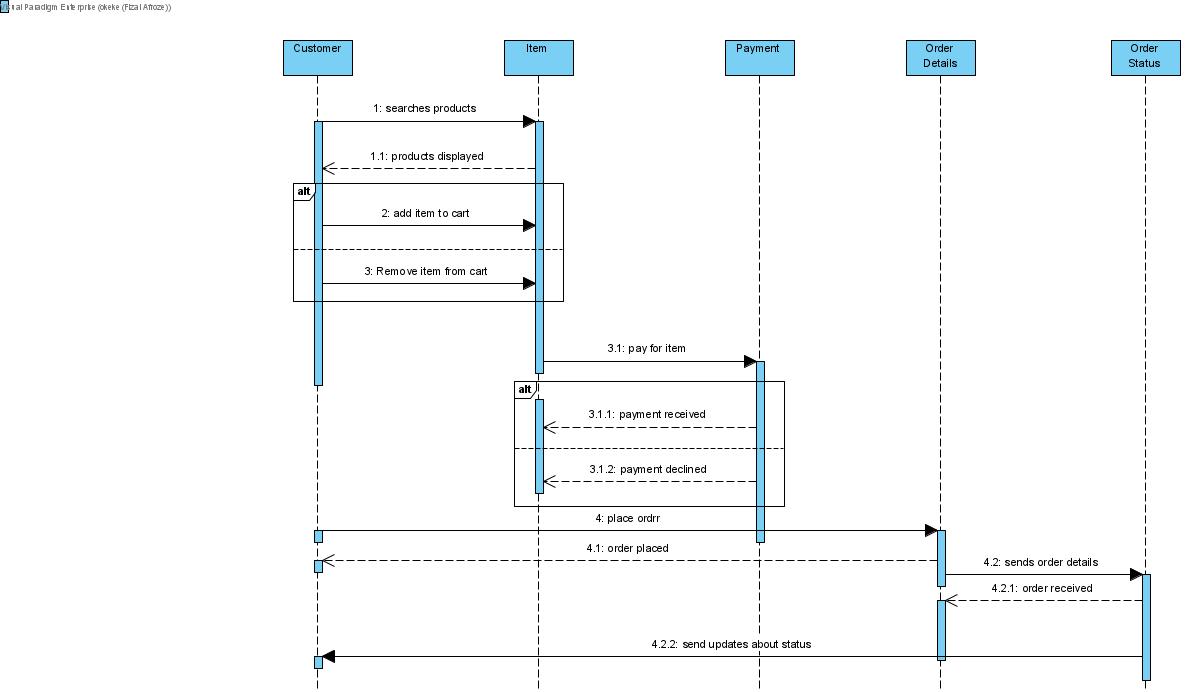 Visual Paradigm Enterprise (okeke (Fizal Afroze))
Customer
Item
Payment
Order
Details
Order
Status
1: searches products
1.1: products displayed
alt
2: add item to cart
3: Remove item from cart
3.1: pay for item
alt
3.1.1: payment received
3.1.2: payment declined
4: place ordrr
4.1: order placed
4.2: sends order details
4.2.1: order received
4.2.2: send updates about status